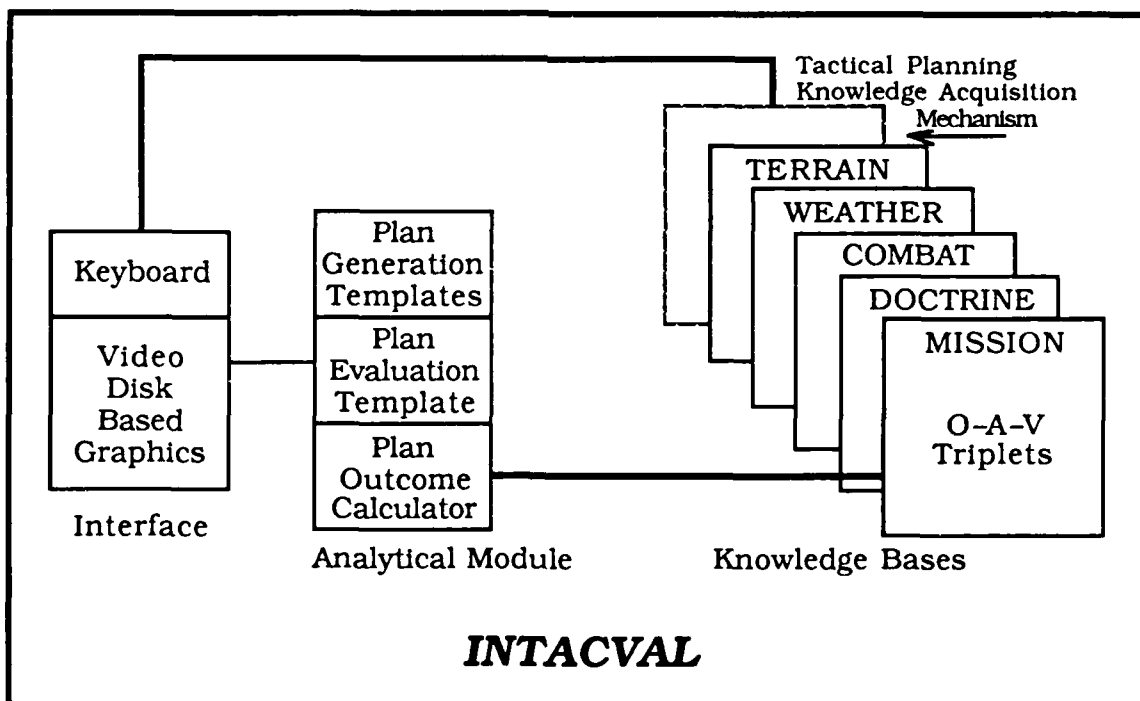 Tactical Planning
Knowledge Acquisition
Mechanism
TERRAIN
WEATHER
COMBAT
DOCTRINE
MISSION
O-A-V
Triplets
Knowledge Bases
Keyboard
Video
Disk
Based
Graphics
Interface
Plan
Generation
Templates
Plan
Evaluation
Template
Plan
Outcome
Calculator
Analytical Module
INTACVAL